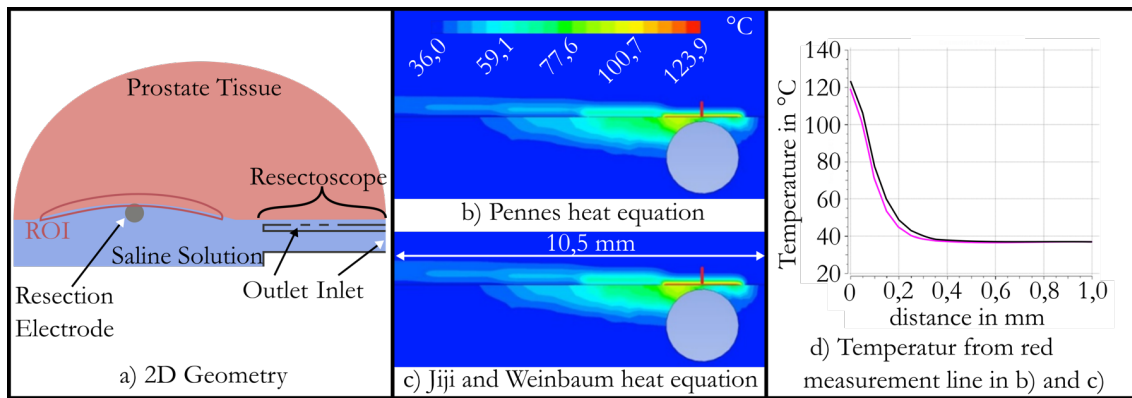 Prostate Tissue
Resectoscope
ROI
Saline Solution
Outlet Inlet
Resection
Electrode
a) 2D Geometry
°C
36,0 59,1 77,6 100,7 123,9
b) Pennes heat equation
10,5 mm
c) Jiji and Weinbaum heat equation
Temperature in °C
140
120
100
80
60
40
20
0 0,2 0,4 0,6 0,8 1,0
distance in mm
d) Temperatur from red
measurement line in b) and c)